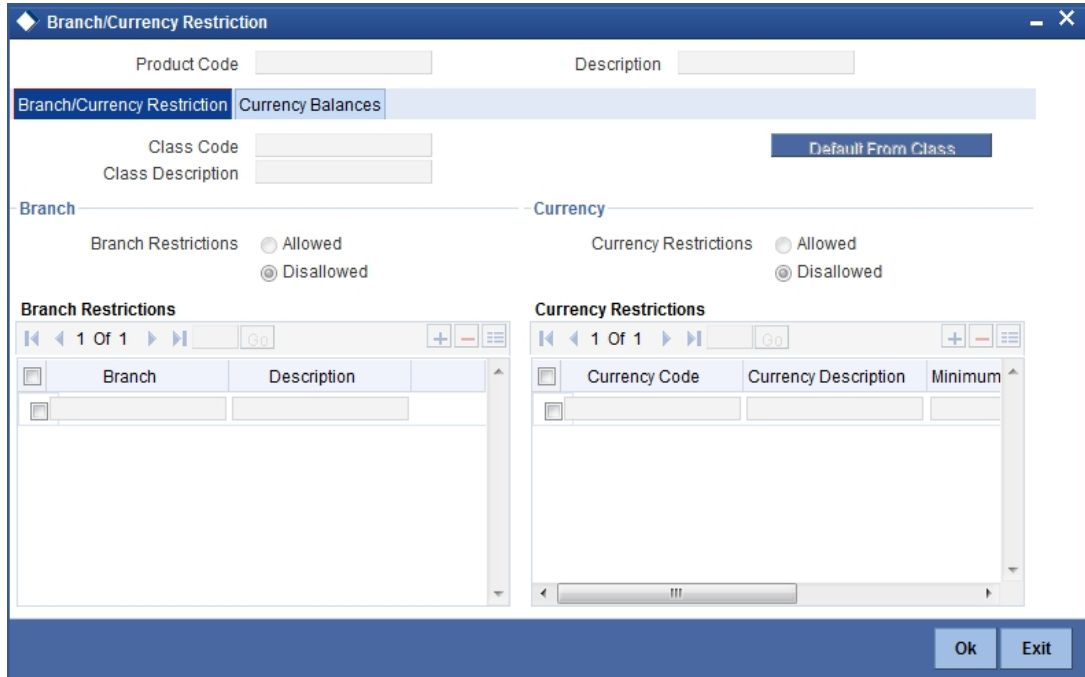 Branch/Currency Restriction
Product Code
Description
Branch/Currency Restriction
Currency Balances
Class Code
Default From Class
Class Description
Branch
Currency
Branch Restrictions
Allowed
Disallowed
Currency Restrictions
Allowed
Disallowed
Branch Restrictions
1 Of 1
Go
Branch
Description
Currency Restrictions
1 Of 1
Go
Currency Code
Currency Description
Minimum
Ok
Exit